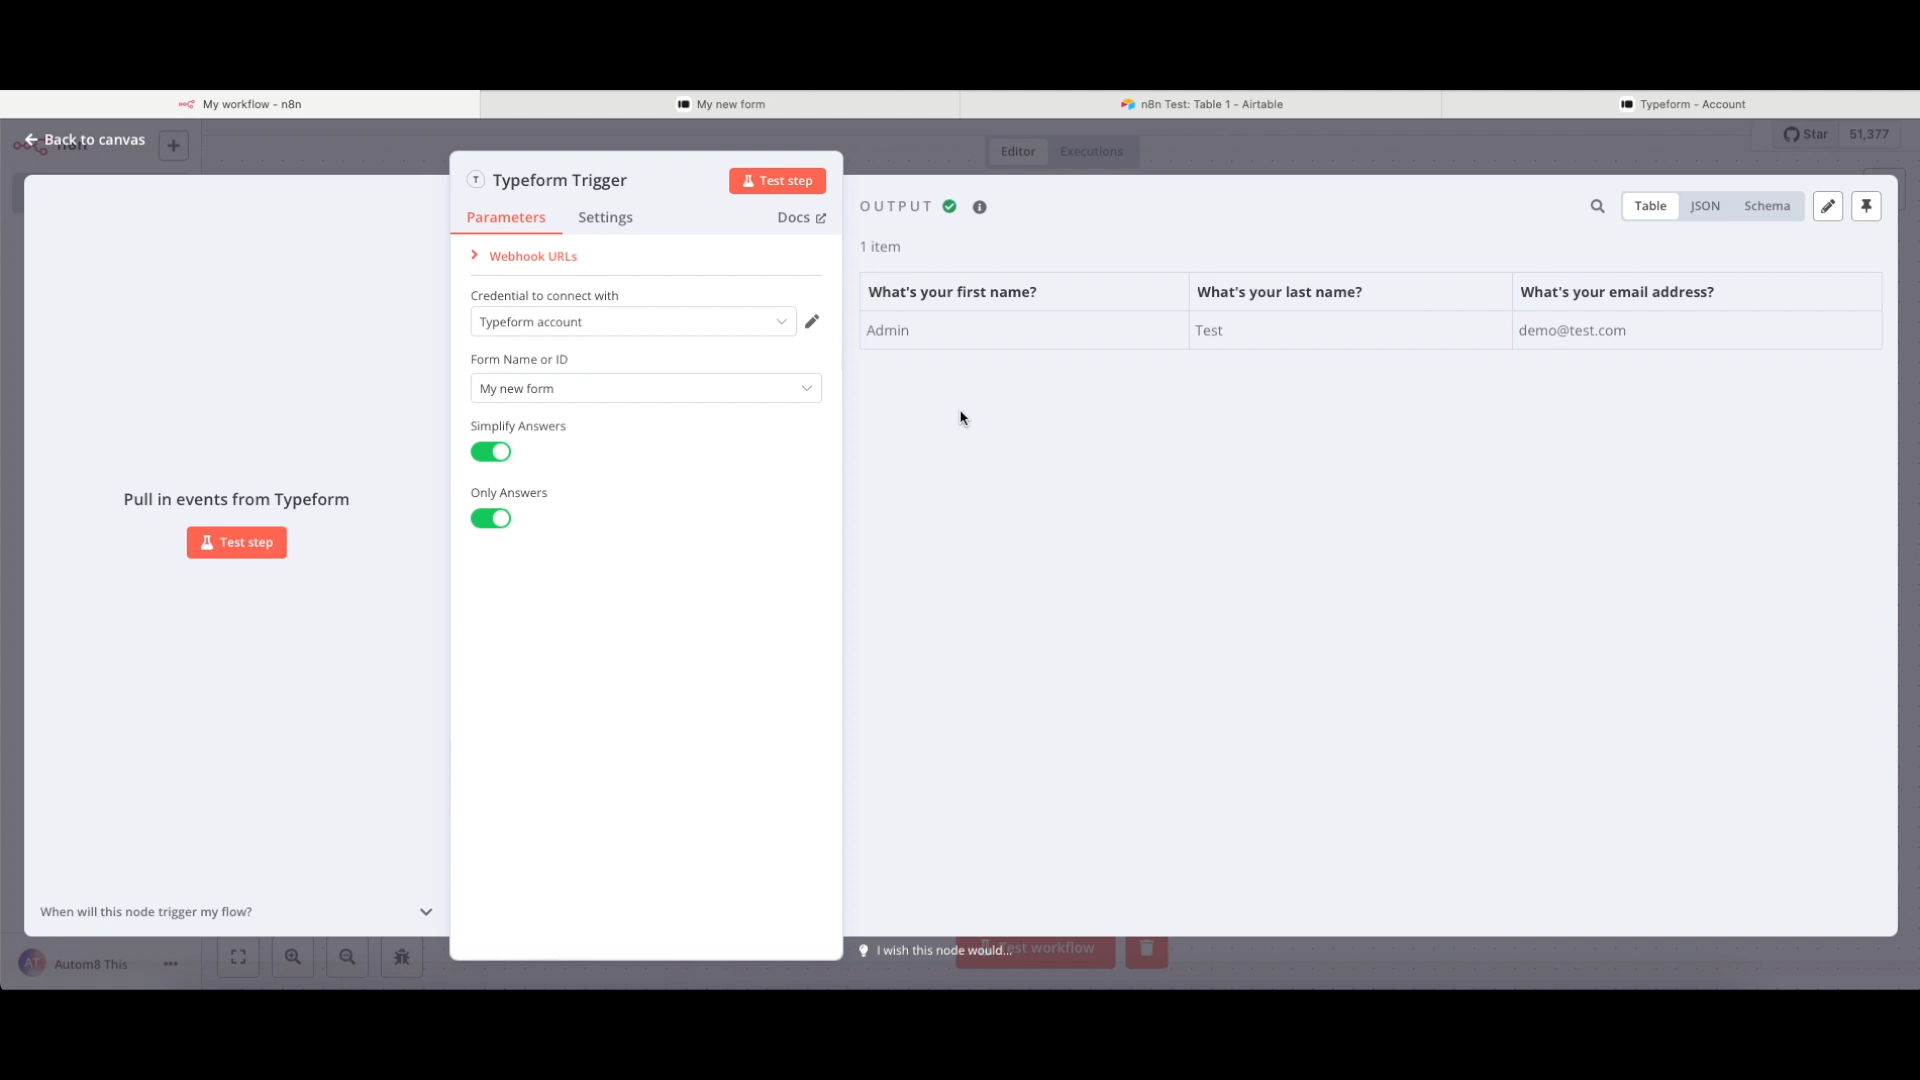 My workflow - n8n
My new form
n8n Test: Table 1 - Airtable
Typeform - Account
Back to canvas
Editor
Executions
Star
51,377
T
Typeform Trigger
Test step
Parameters
Settings
Docs
Webhook URLs
Credential to connect with
Typeform account
Form Name or ID
My new form
Simplify Answers
Only Answers
Pull in events from Typeform
Test step
When will this node trigger my flow?
OUTPUT
Table
JSON
Schema
1 item
What's your first name?
What's your last name?
What's your email address?
Admin
Test
demo@test.com
AT
Autom8 This
I wish this node would...
Test workflow